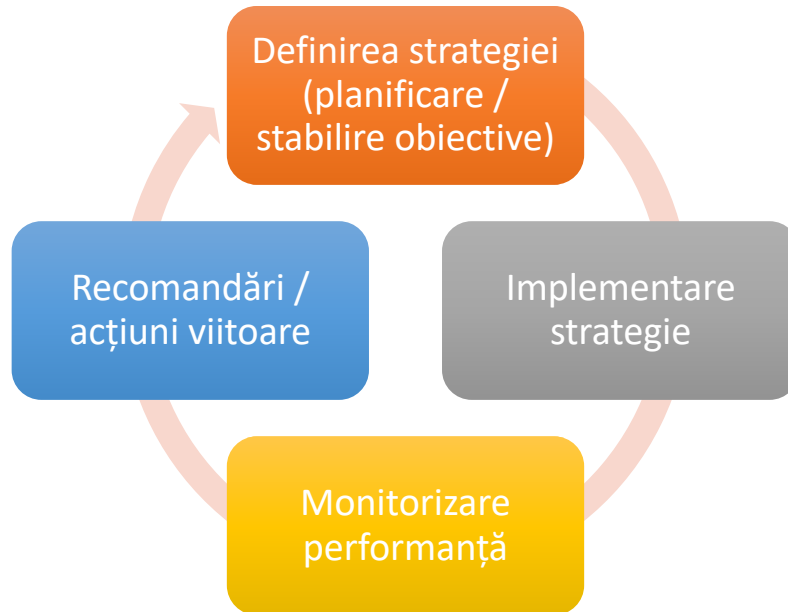 Definirea strategiei
(planificare /
stabilire obiective)
Implementare
strategie
Monitorizare
performanță
Recomandări /
acțiuni viitoare